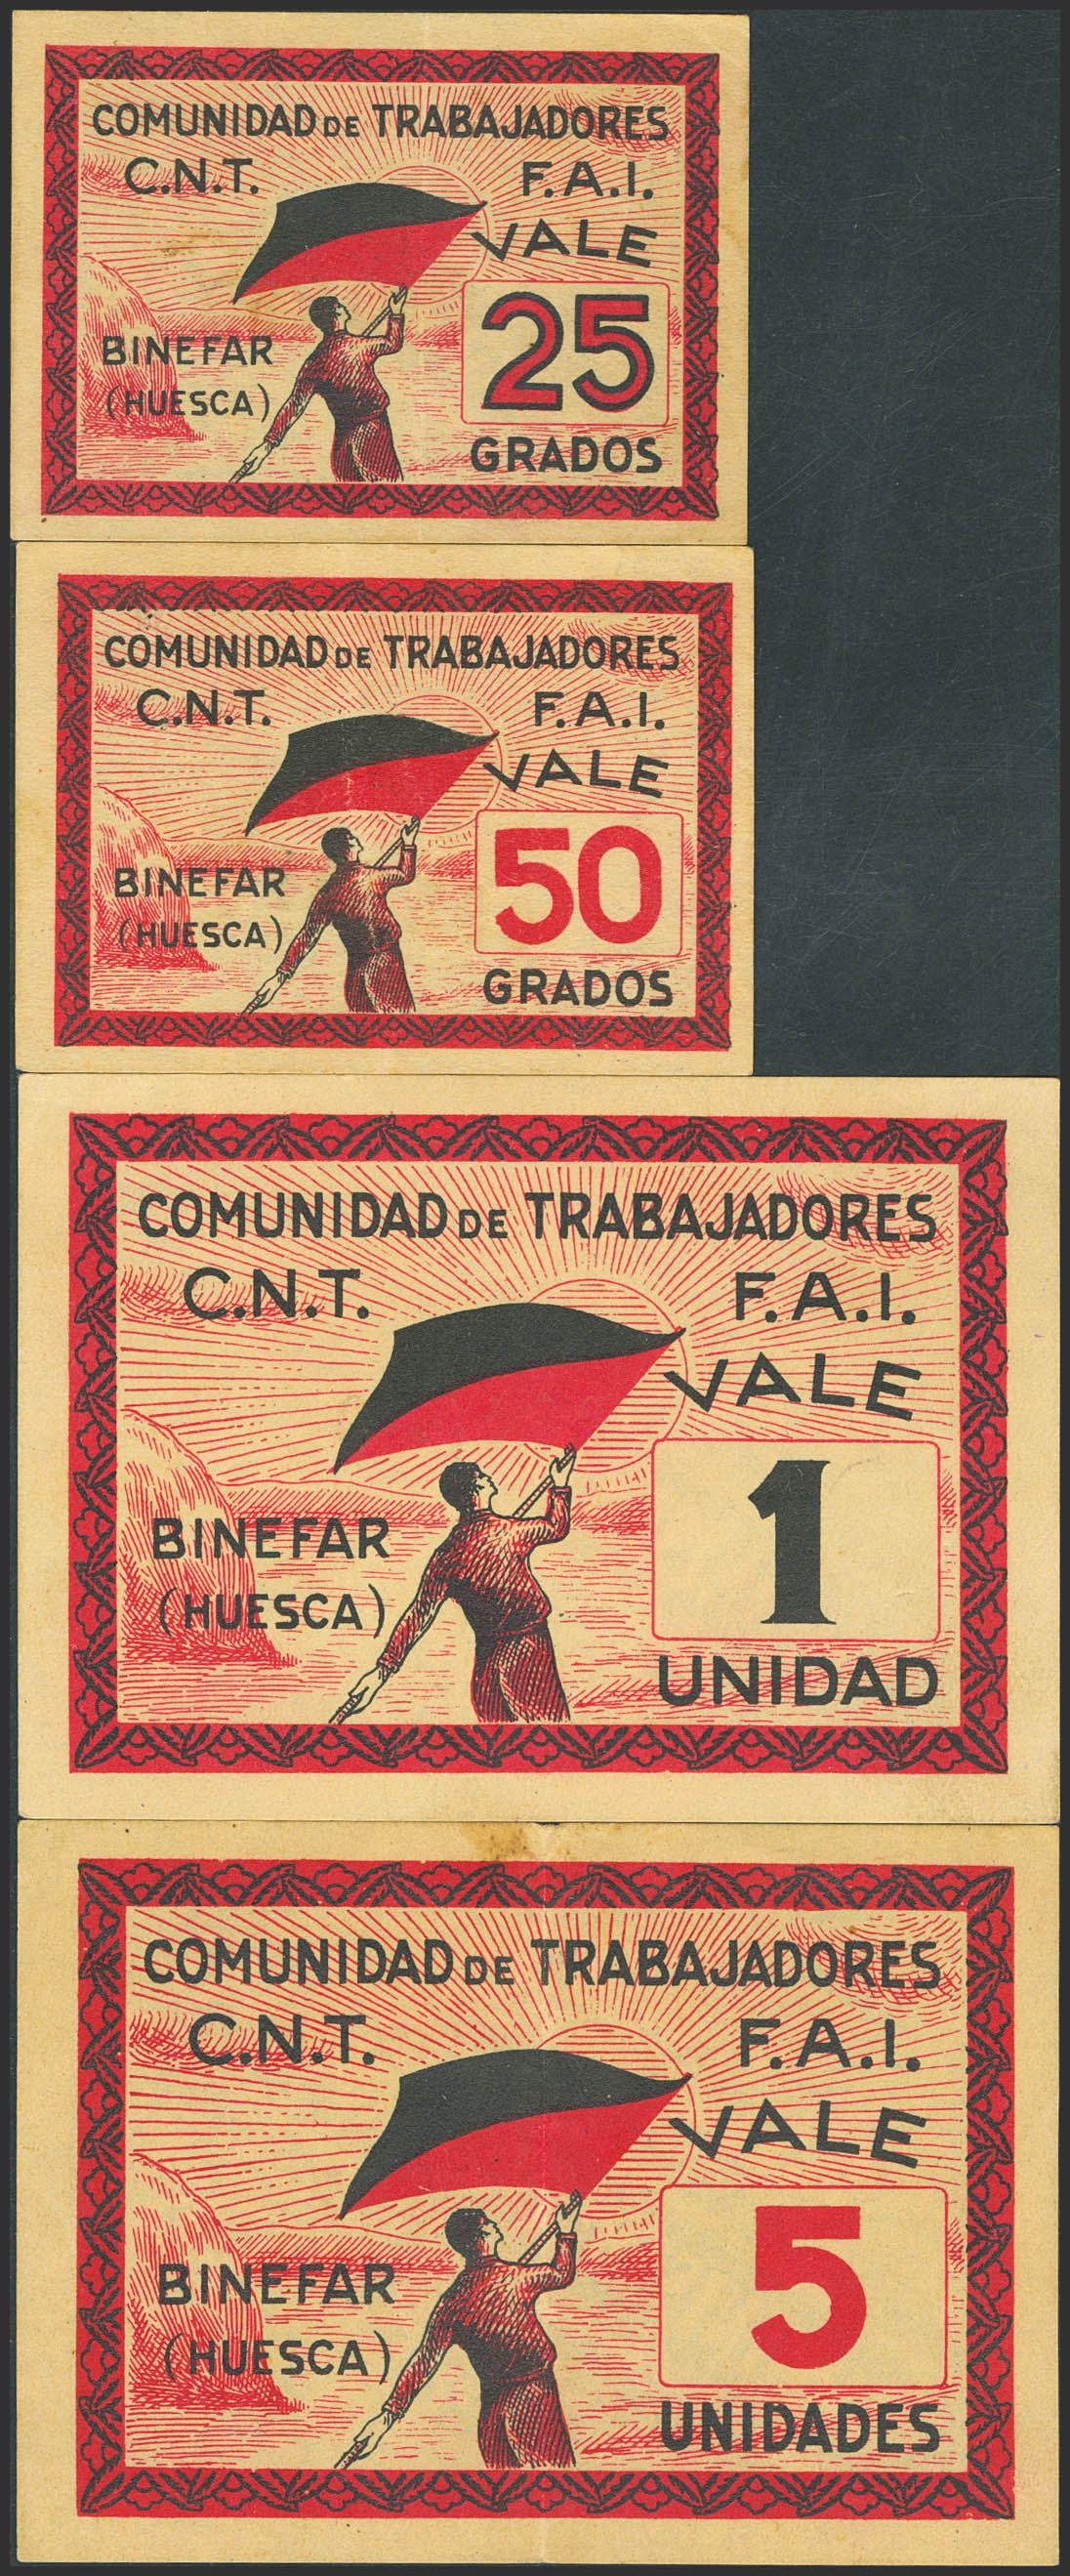 COMUNIDAD DE TRABAJADORES
C.N.T. F.A.I.
VALE
25
BINEFAR
(HUESCA)
GRADOS
COMUNIDAD DE TRABAJADORES
C.N.T. F.A.I.
VALE
50
BINEFAR
(HUESCA)
GRADOS
COMUNIDAD DE TRABAJADORES
C.N.T. F.A.I.
VALE
1
BINEFAR
(HUESCA)
UNIDAD
COMUNIDAD DE TRABAJADORES
C.N.T. F.A.I.
VALE
5
BINEFAR
(HUESCA)
UNIDADES